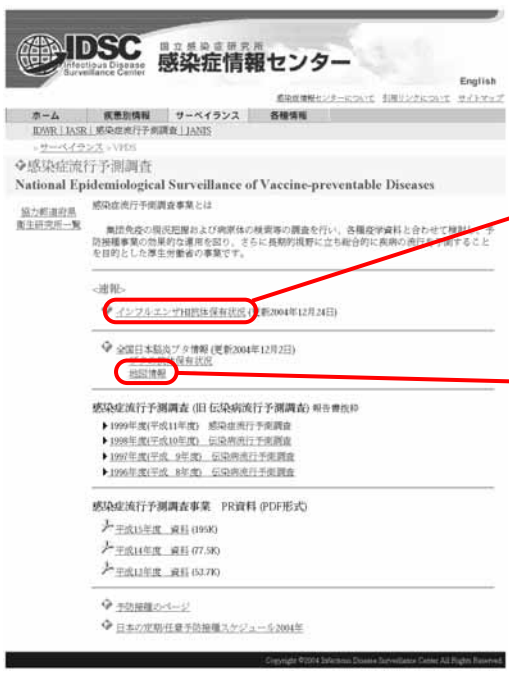 IDSC
Infectious Disease
Surveillance Center
国立感染症研究所
感染症情報センター
English
感染症情報センターについて 引用リンクについて サイトマップ
ホーム 疾患別情報 サーベイランス 各種情報
IDWR | IASR | 感染症流行予測調査 | JANIS
> サーベイランス > VPDS
感染症流行予測調査
National Epidemiological Surveillance of Vaccine-preventable Diseases
協力都道府県
衛生研究所一覧
感染症流行予測調査事業とは
集団免疫の現況把握および病原体の検索等の調査を行い、各種疫学資料と合わせて検討し、予
防接種事業の効果的な運用を図り、さらに長期的視野に立ち総合的に疾病の流行を予測すること
を目的とした厚生労働省の事業です。
<速報>
インフルエンザHI抗体保有状況 (更新2004年12月24日)
全国日本脳炎ブタ情報 (更新2004年12月2日)
抗体保有状況
地図情報
感染症流行予測調査 (旧 伝染病流行予測調査) 報告書抜粋
1999年度(平成11年度) 感染症流行予測調査
1998年度(平成10年度) 伝染病流行予測調査
1997年度(平成 9年度) 伝染病流行予測調査
1996年度(平成 8年度) 伝染病流行予測調査
感染症流行予測調査事業 PR資料 (PDF形式)
平成15年度 資料 (195K)
平成14年度 資料 (77.5K)
平成12年度 資料 (53.7K)
予防接種のページ
日本の定期/任意予防接種スケジュール2004年
Copyright ©2004 Infectious Disease Surveillance Center All Rights Reserved